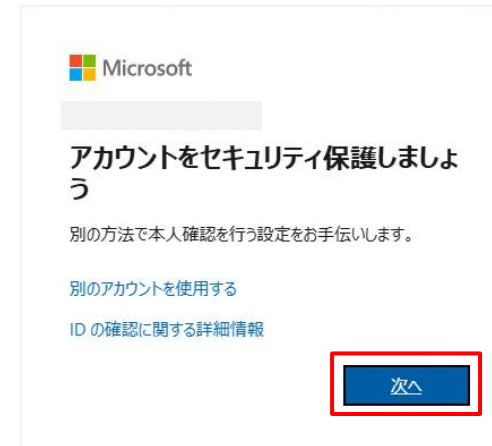 Microsoft
アカウントをセキュリティ保護しましょ
う
別の方法で本人確認を行う設定をお手伝いします。
別のアカウントを使用する
ID の確認に関する詳細情報
次へ